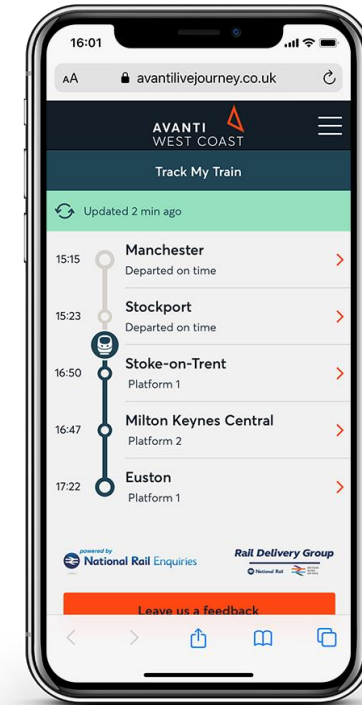 16:01
AA avantilivejourney.co.uk
AVANTI
WEST COAST
Track My Train
Updated 2 min ago
15:15 Manchester
Departed on time
15:23 Stockport
Departed on time
16:50 Stoke-on-Trent
Platform 1
16:47 Milton Keynes Central
Platform 2
17:22 Euston
Platform 1
powered by
National Rail Enquiries
Rail Delivery Group
National Rail
Leave us a feedback